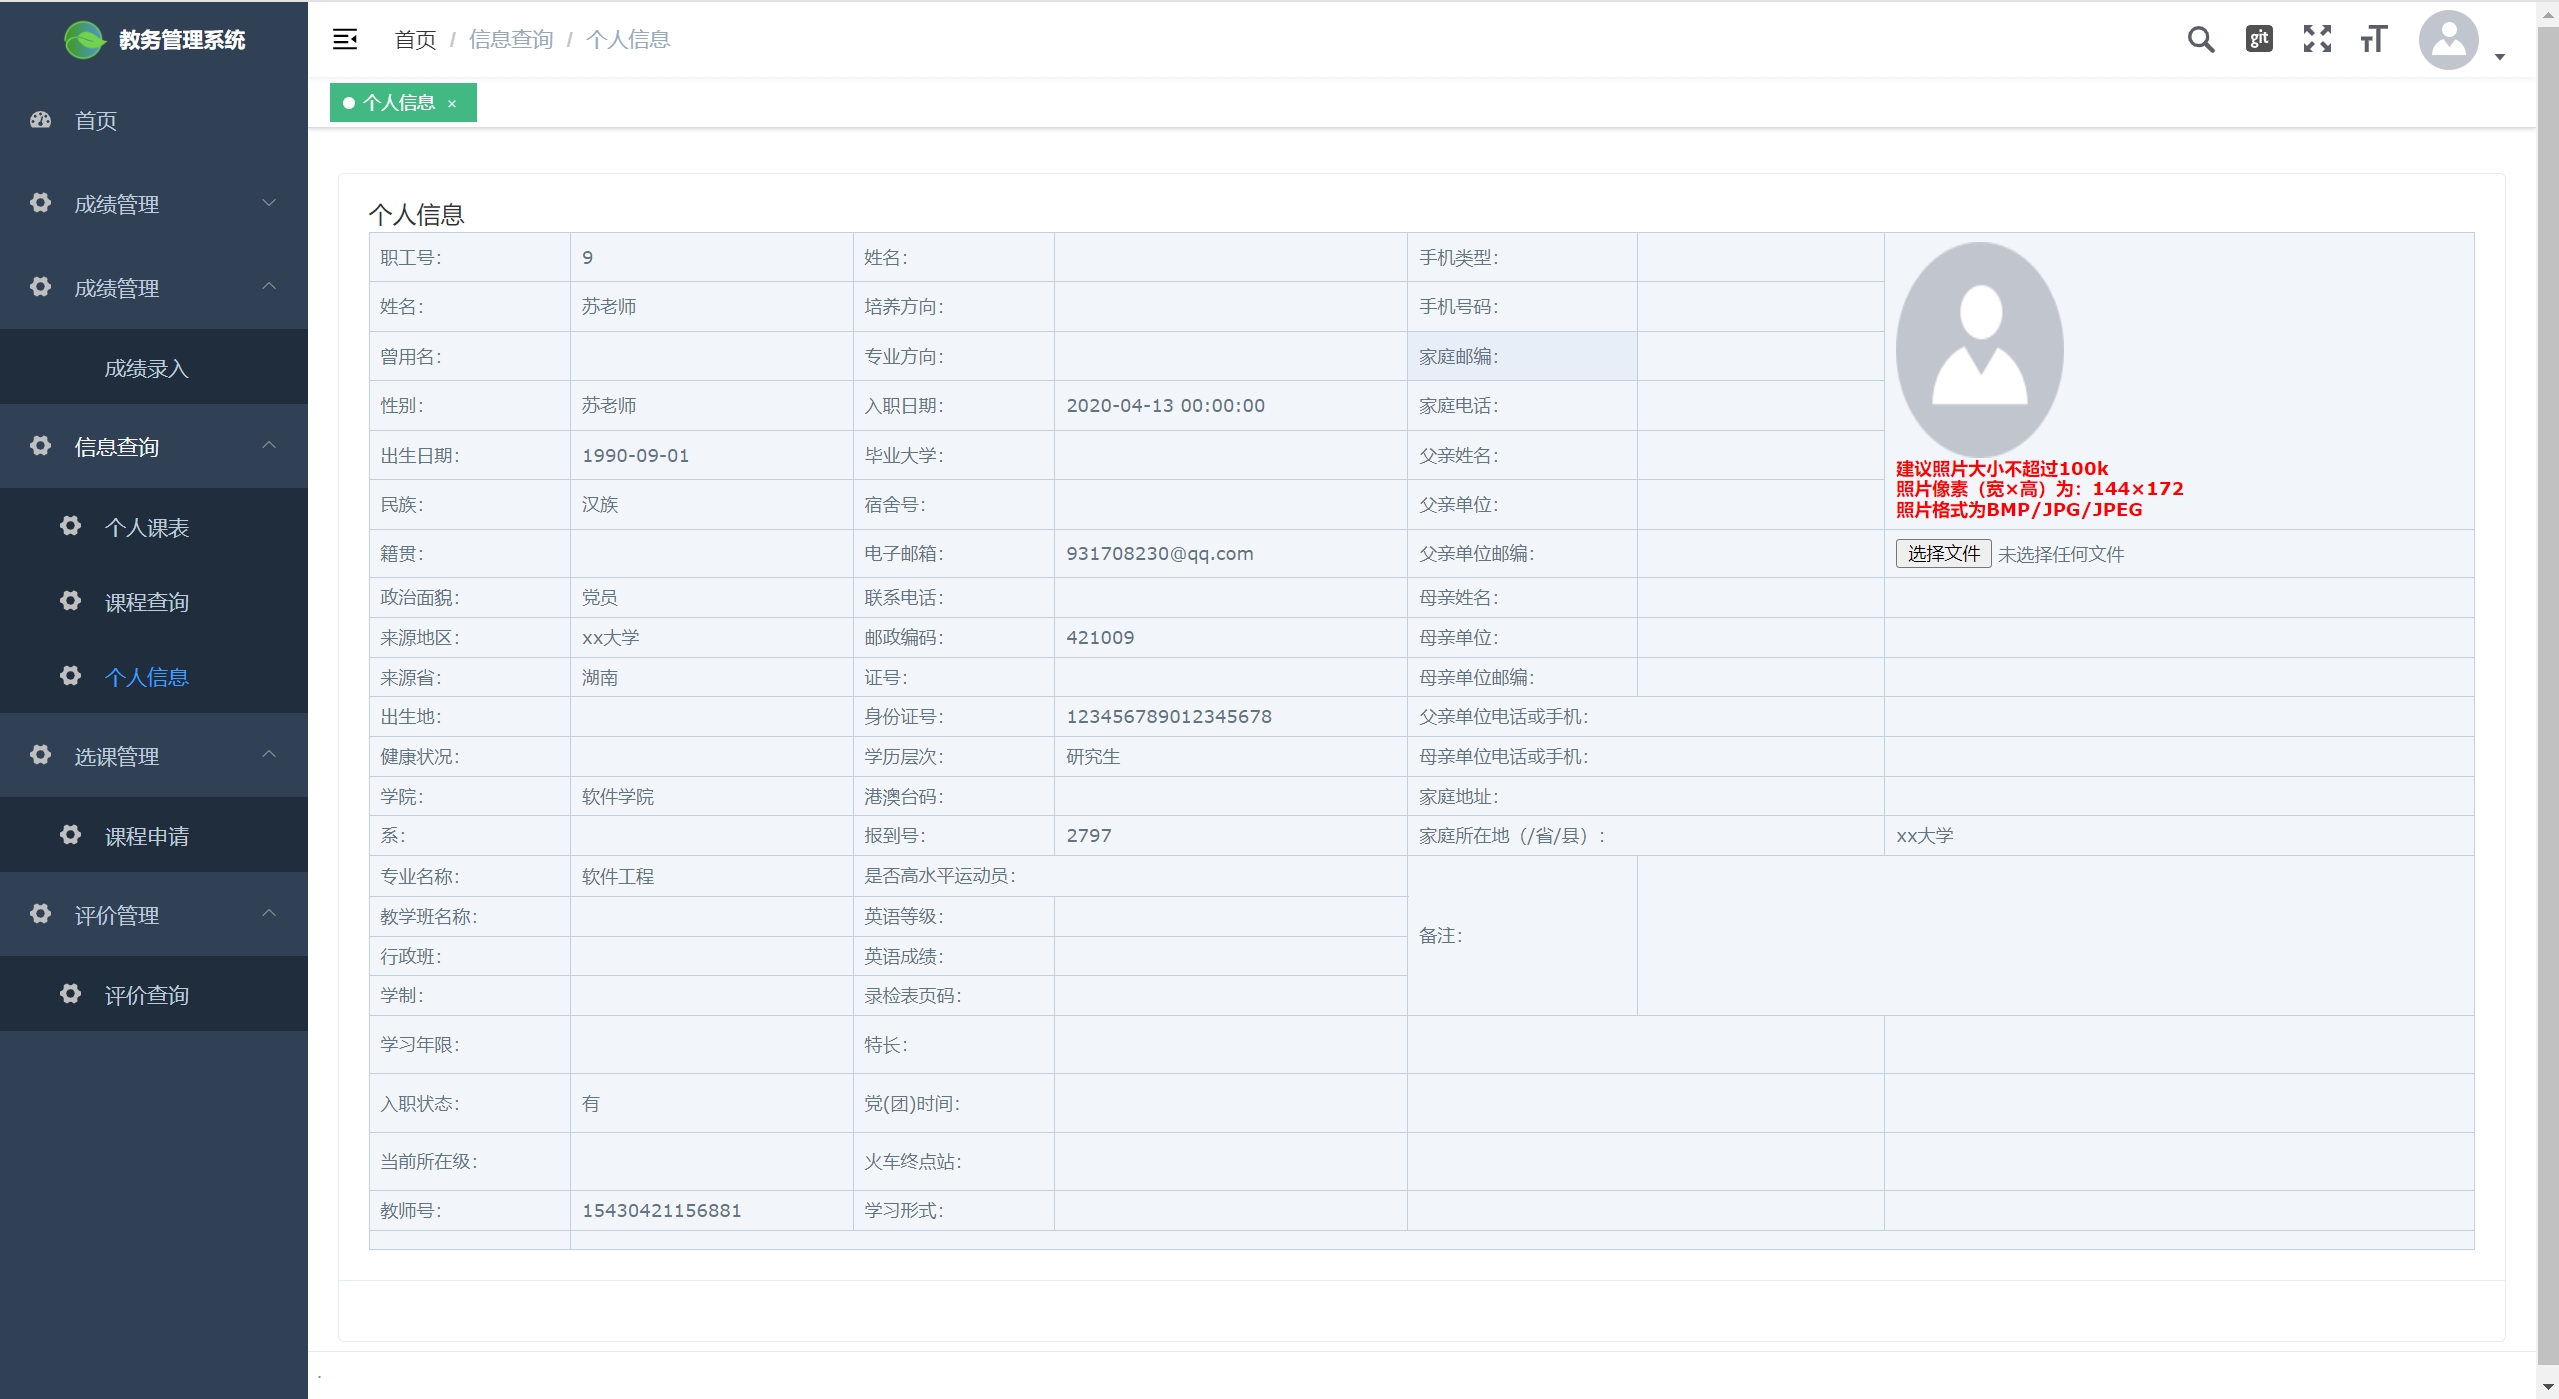 教务管理系统
首页
成绩管理
成绩管理
成绩录入
信息查询
个人课表
课程查询
个人信息
选课管理
课程申请
评价管理
评价查询
首页 / 信息查询 / 个人信息
git
个人信息 ×
个人信息
职工号： 9 姓名： 手机类型：
姓名： 苏老师 培养方向： 手机号码：
曾用名： 专业方向： 家庭邮编：
性别： 苏老师 入职日期： 2020-04-13 00:00:00 家庭电话：
出生日期： 1990-09-01 毕业大学： 父亲姓名：
建议照片大小不超过100k
照片像素（宽×高）为：144×172
照片格式为BMP/JPG/JPEG
民族： 汉族 宿舍号： 父亲单位：
籍贯： 电子邮箱： 931708230@qq.com 父亲单位邮编： 选择文件 未选择任何文件
政治面貌： 党员 联系电话： 母亲姓名：
来源地区： xx大学 邮政编码： 421009 母亲单位：
来源省： 湖南 证号： 母亲单位邮编：
出生地： 身份证号： 123456789012345678 父亲单位电话或手机：
健康状况： 学历层次： 研究生 母亲单位电话或手机：
学院： 软件学院 港澳台码： 家庭地址：
系： 报到号： 2797 家庭所在地（/省/县）： xx大学
专业名称： 软件工程 是否高水平运动员：
教学班名称： 英语等级：
备注：
行政班： 英语成绩：
学制： 录检表页码：
学习年限： 特长：
入职状态： 有 党(团)时间：
当前所在级： 火车终点站：
教师号： 15430421156881 学习形式：
.